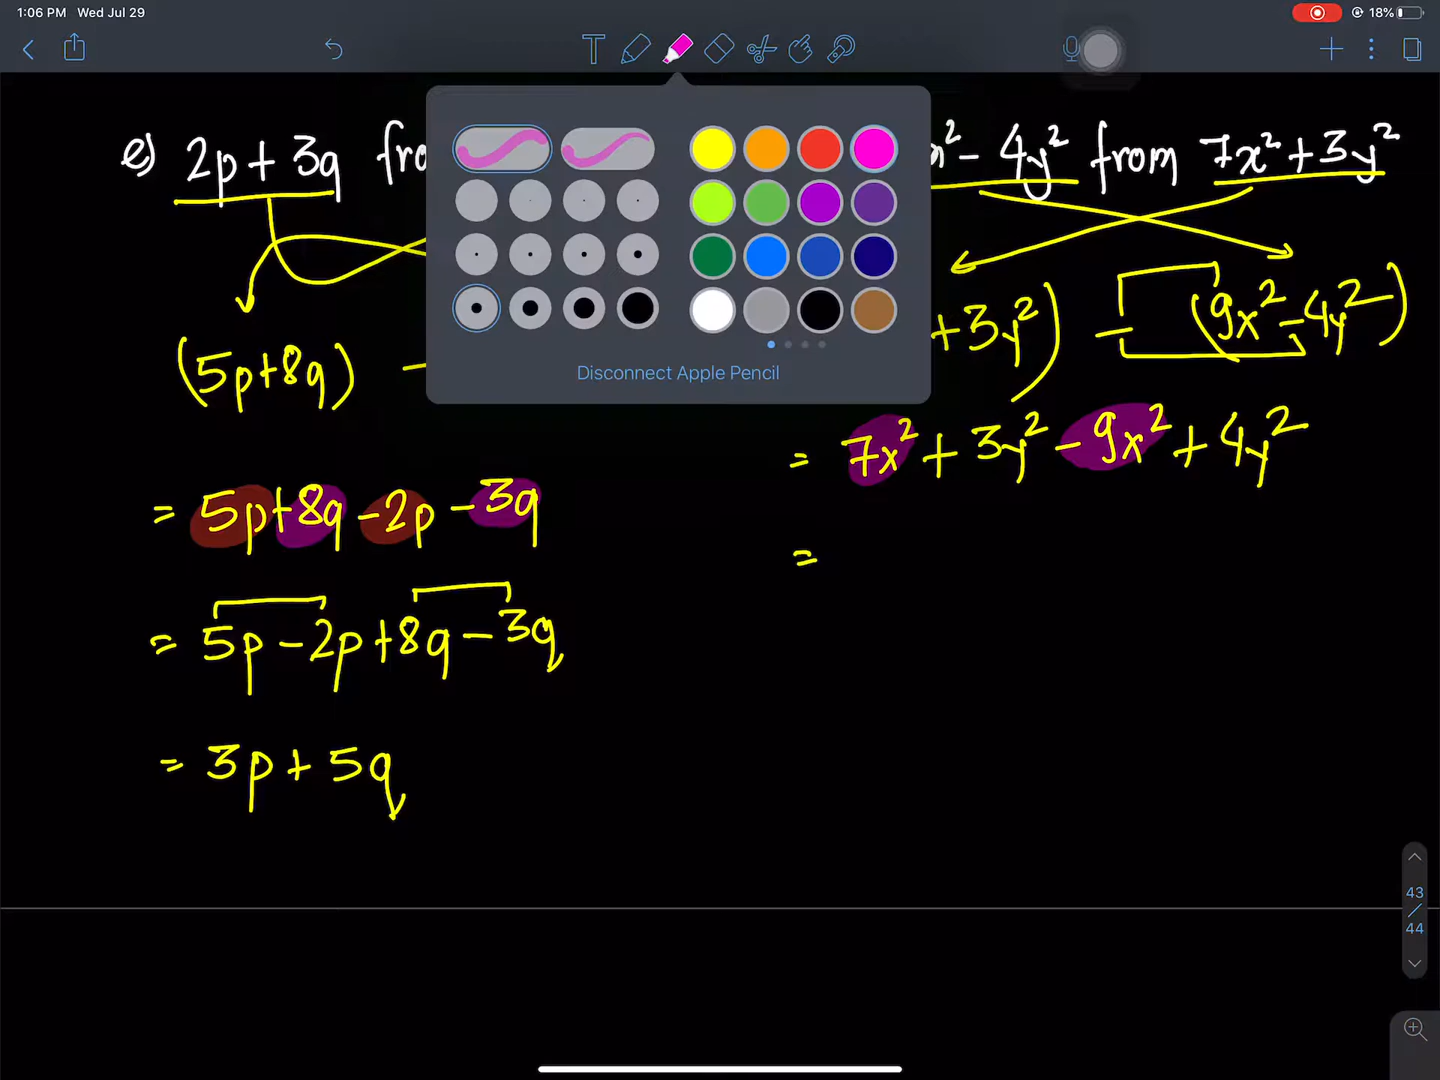 1:06 PM Wed Jul 29
18%
e) 2p + 3q
x² - 4y² from 7x² + 3y²
Disconnect Apple Pencil
(5p+8q) -
+3y²) - (9x² - 4y²)
= 5p+8q - 2p - 3q
= 7x² + 3y² - 9x² + 4y²
= 5p - 2p + 8q - 3q
=
= 3p + 5q
43
/
44